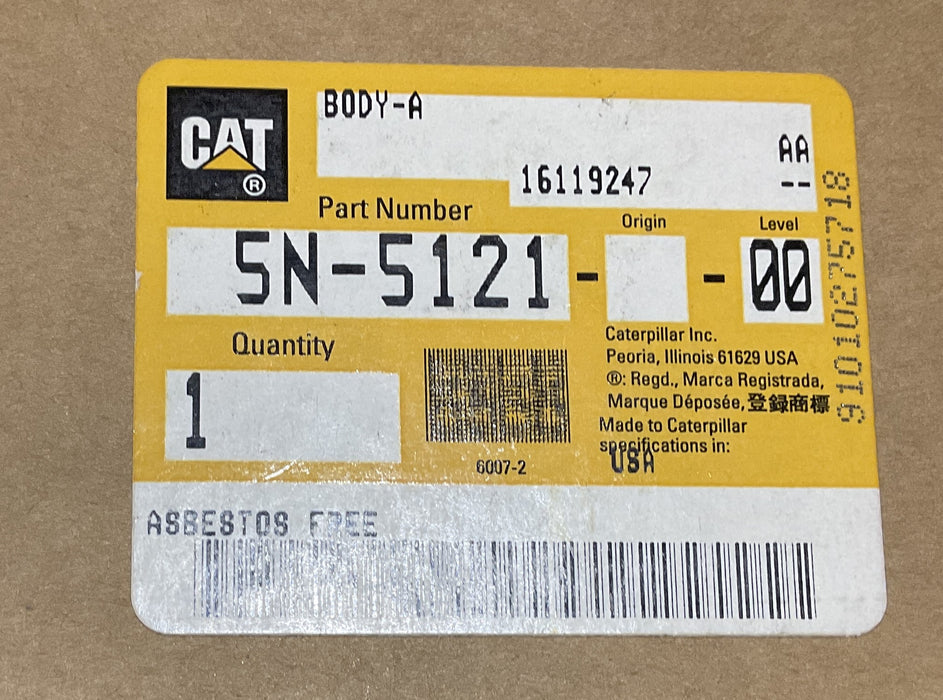 CAT
®
BODY-A
AA
16119247 --
Part Number
Origin
Level
5N-5121- -00
Quantity
1
Caterpillar Inc.
Peoria, Illinois 61629 USA
®: Regd., Marca Registrada,
Marque Déposée, 登録商標
Made to Caterpillar
specifications in:
USA
6007-2
91010275718
ASBESTOS FREE